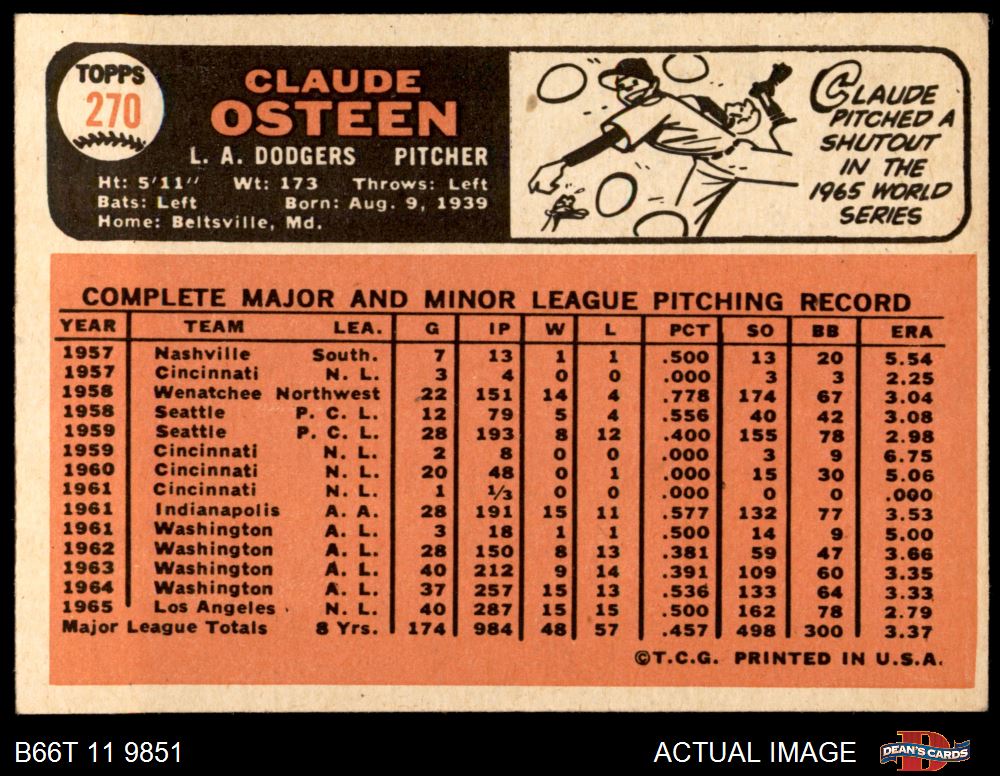 TOPPS
270
CLAUDE
OSTEEN
L. A. DODGERS PITCHER
Ht: 5'11" Wt: 173 Throws: Left
Bats: Left Born: Aug. 9, 1939
Home: Beltsville, Md.
CLAUDE
PITCHED A
SHUTOUT
IN THE
1965 WORLD
SERIES
COMPLETE MAJOR AND MINOR LEAGUE PITCHING RECORD
YEAR TEAM LEA. G IP W L PCT SO BB ERA
1957 Nashville South. 7 13 1 1 .500 13 20 5.54
1957 Cincinnati N. L. 3 4 0 0 .000 3 3 2.25
1958 Wenatchee Northwest 22 151 14 4 .778 174 67 3.04
1958 Seattle P. C. L. 12 79 5 4 .556 40 42 3.08
1959 Seattle P. C. L. 28 193 8 12 .400 155 78 2.98
1959 Cincinnati N. L. 2 8 0 0 .000 3 9 6.75
1960 Cincinnati N. L. 20 48 0 1 .000 15 30 5.06
1961 Cincinnati N. L. 1 1/3 0 0 .000 0 0 .000
1961 Indianapolis A. A. 28 191 15 11 .577 132 77 3.53
1961 Washington A. L. 3 18 1 1 .500 14 9 5.00
1962 Washington A. L. 28 150 8 13 .381 59 47 3.66
1963 Washington A. L. 40 212 9 14 .391 109 60 3.35
1964 Washington A. L. 37 257 15 13 .536 133 64 3.33
1965 Los Angeles N. L. 40 287 15 15 .500 162 78 2.79
Major League Totals 8 Yrs. 174 984 48 57 .457 498 300 3.37
©T.C.G. PRINTED IN U.S.A.
B66T 11 9851
ACTUAL IMAGE
DEAN'S CARDS